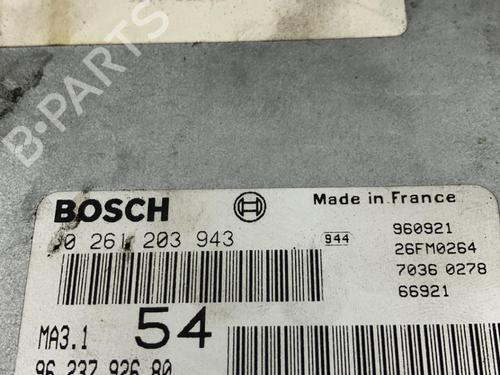 B-PARTS
BOSCH
Made in France
0 261 203 943
944
960921
26FM0264
7036 0278
66921
MA3.1
54
96 237 926 80